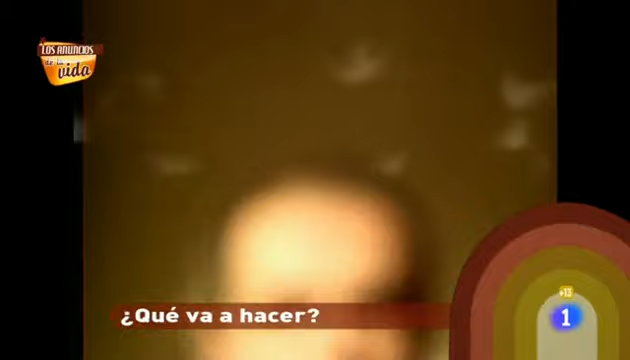 LOS ANUNCIOS
de la
vida
¿Qué va a hacer?
+13
1